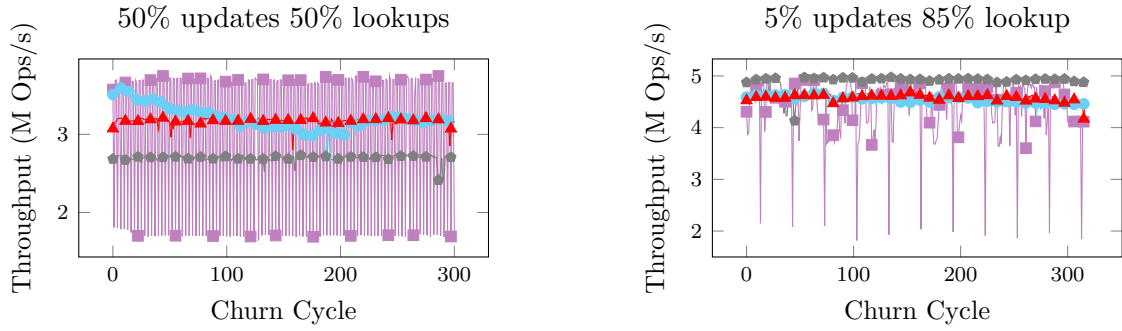 50% updates 50% lookups
Throughput (M Ops/s)
3
2
0
100
200
300
Churn Cycle
5% updates 85% lookup
Throughput (M Ops/s)
5
4
3
2
0
100
200
300
Churn Cycle